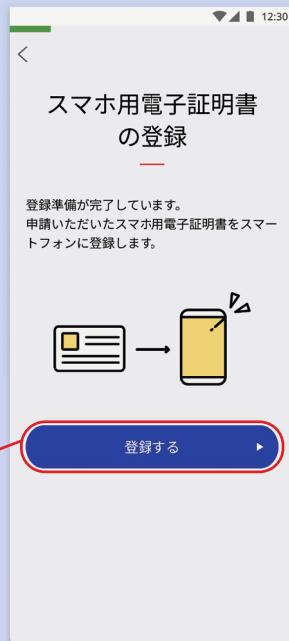 12:30
スマホ用電子証明書
の登録
登録準備が完了しています。
申請いただいたスマホ用電子証明書をスマー
トフォンに登録します。
登録する